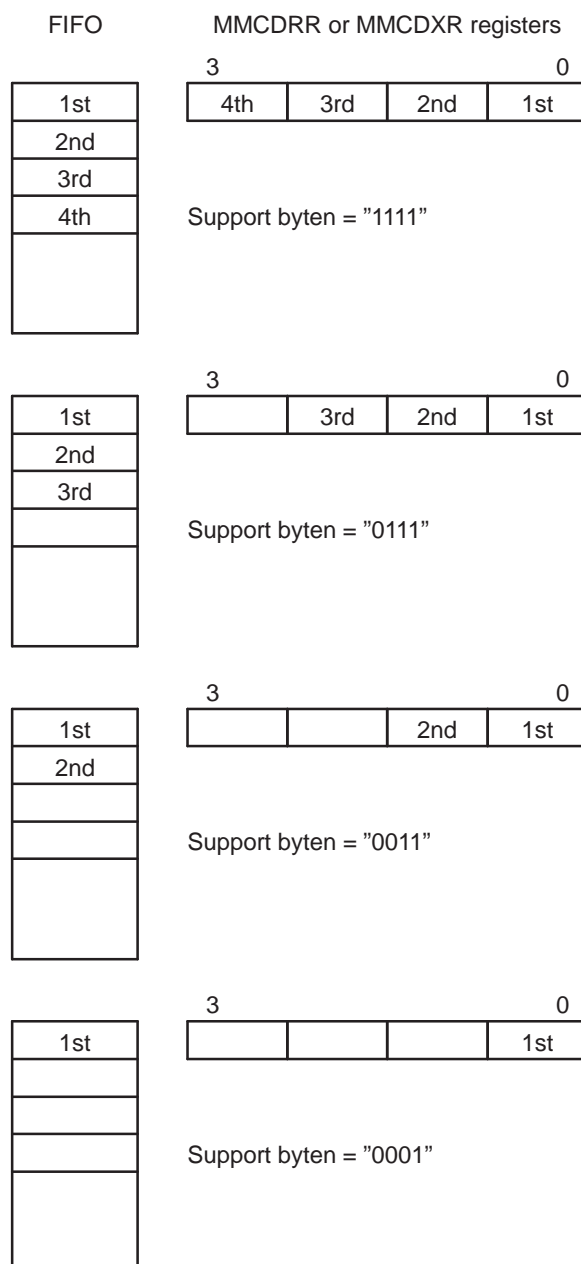 FIFO MMCDRR or MMCDXR registers
3 0
1st 4th 3rd 2nd 1st
2nd
3rd
4th Support byten = ”1111”
3 0
1st 3rd 2nd 1st
2nd
3rd
Support byten = ”0111”
3 0
1st 2nd 1st
2nd
Support byten = ”0011”
3 0
1st 1st
Support byten = ”0001”